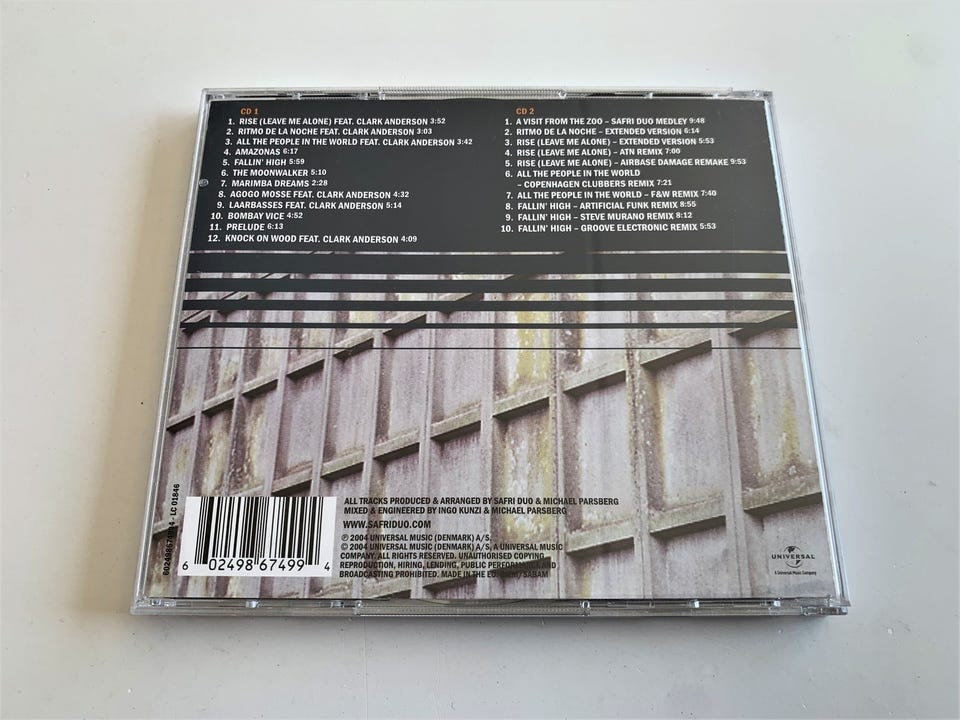 CD 1
1. RISE (LEAVE ME ALONE) FEAT. CLARK ANDERSON 3:52
2. RITMO DE LA NOCHE FEAT. CLARK ANDERSON 3:03
3. ALL THE PEOPLE IN THE WORLD FEAT. CLARK ANDERSON 3:42
4. AMAZONAS 6:17
5. FALLIN' HIGH 5:59
6. THE MOONWALKER 5:10
7. MARIMBA DREAMS 2:28
8. AGOGO MOSSE FEAT. CLARK ANDERSON 4:32
9. LAARBASSES FEAT. CLARK ANDERSON 5:14
10. BOMBAY VICE 4:52
11. PRELUDE 6:13
12. KNOCK ON WOOD FEAT. CLARK ANDERSON 4:09
CD 2
1. A VISIT FROM THE ZOO – SAFRI DUO MEDLEY 9:48
2. RITMO DE LA NOCHE – EXTENDED VERSION 6:14
3. RISE (LEAVE ME ALONE) – EXTENDED VERSION 5:53
4. RISE (LEAVE ME ALONE) – ATN REMIX 7:00
5. RISE (LEAVE ME ALONE) – AIRBASE DAMAGE REMAKE 9:53
6. ALL THE PEOPLE IN THE WORLD
– COPENHAGEN CLUBBERS REMIX 7:21
7. ALL THE PEOPLE IN THE WORLD – F&W REMIX 7:40
8. FALLIN' HIGH – ARTIFICIAL FUNK REMIX 8:55
9. FALLIN' HIGH – STEVE MURANO REMIX 8:12
10. FALLIN' HIGH – GROOVE ELECTRONIC REMIX 5:53
LC 01846
6 02498 67499 4
ALL TRACKS PRODUCED & ARRANGED BY SAFRI DUO & MICHAEL PARSBERG
MIXED & ENGINEERED BY INGO KUNZI & MICHAEL PARSBERG
WWW.SAFRIDUO.COM
℗ 2004 UNIVERSAL MUSIC (DENMARK) A/S,
© 2004 UNIVERSAL MUSIC (DENMARK) A/S, A UNIVERSAL MUSIC
COMPANY. ALL RIGHTS RESERVED. UNAUTHORISED COPYING,
REPRODUCTION, HIRING, LENDING, PUBLIC PERFORMANCE AND
BROADCASTING PROHIBITED. MADE IN THE EU. BIEM/SABAM
UNIVERSAL
A Universal Music Company